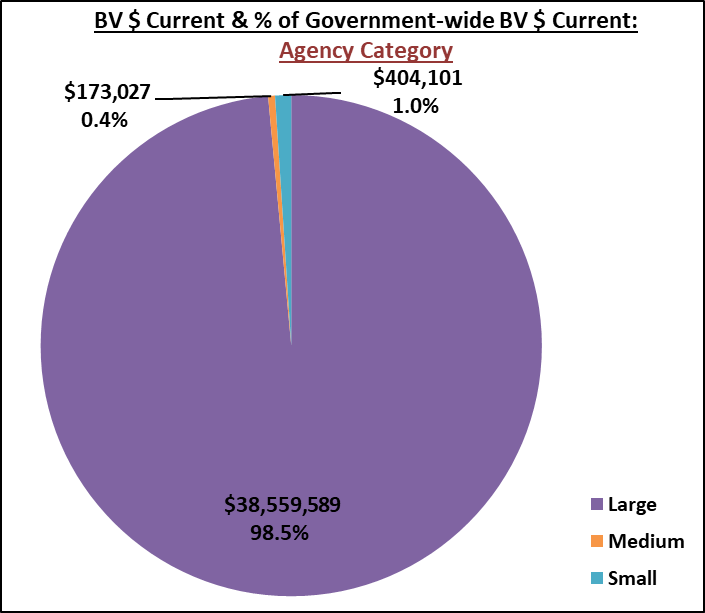 BV $ Current & % of Government-wide BV $ Current:
Agency Category
$173,027
0.4%
$404,101
1.0%
$38,559,589
98.5%
Large
Medium
Small